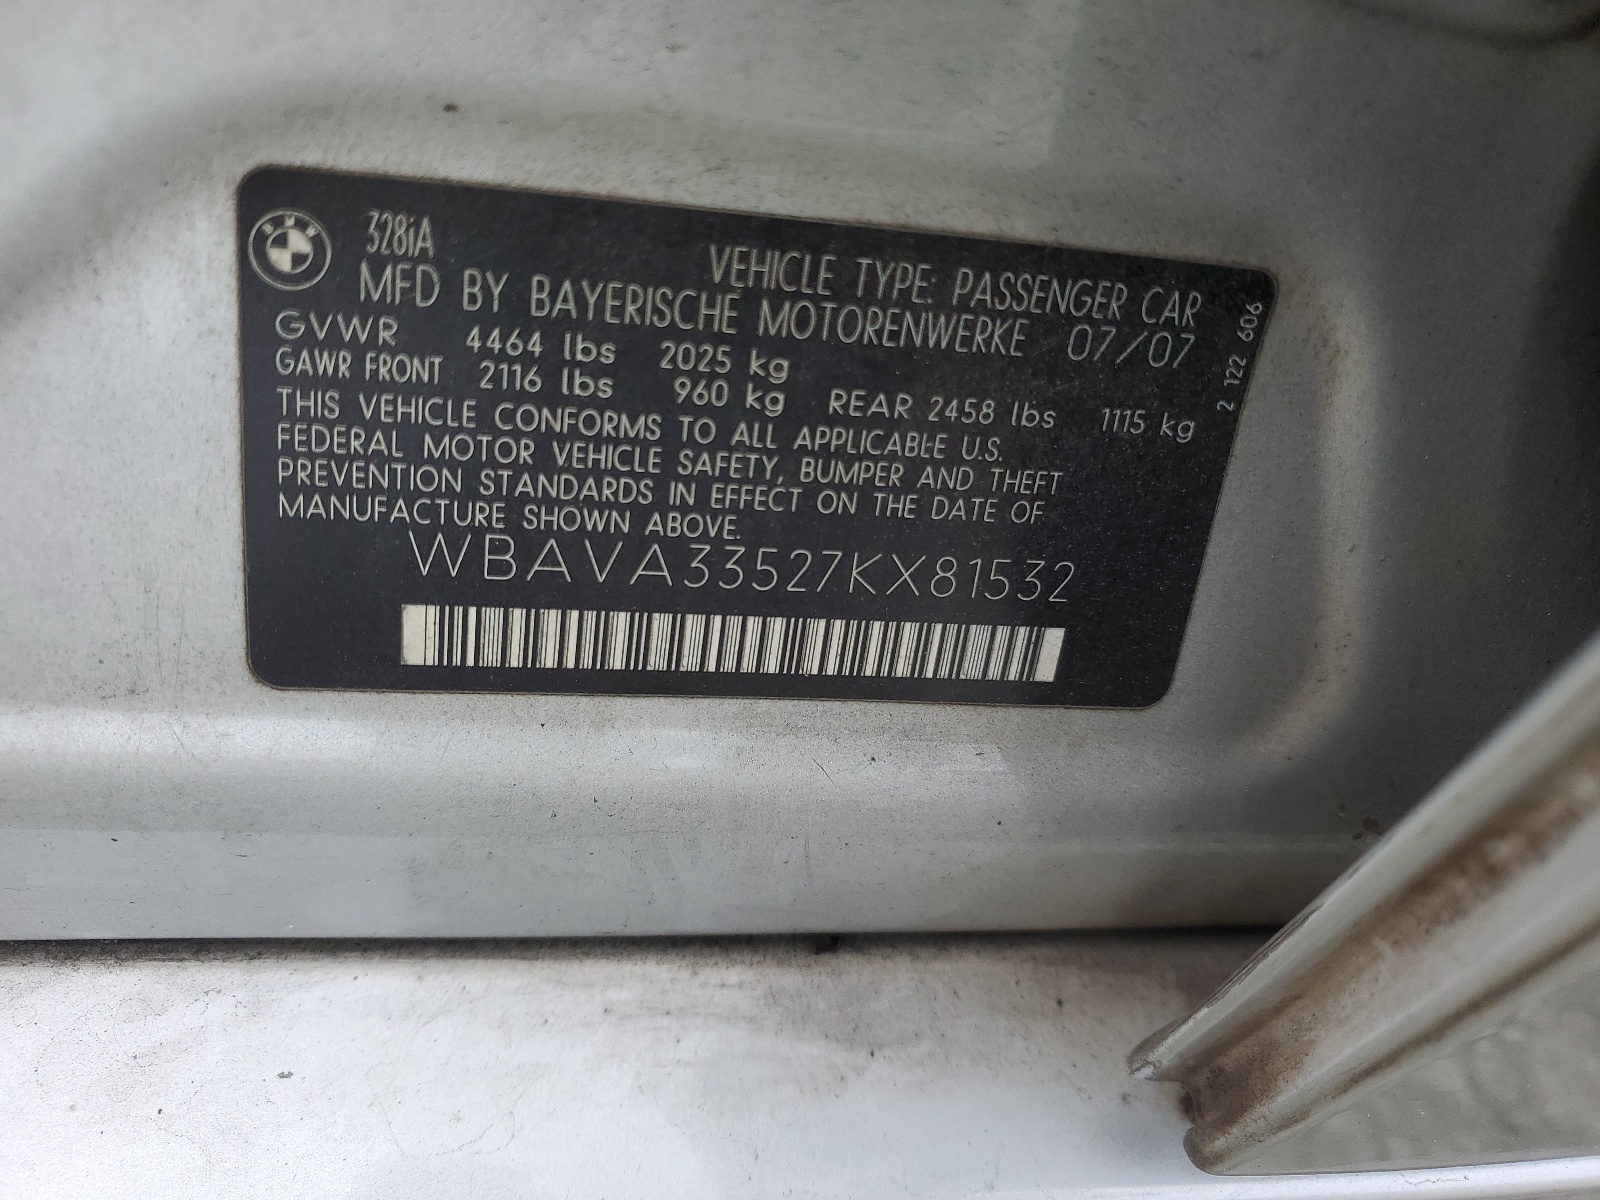 BMW
328iA
VEHICLE TYPE: PASSENGER CAR
MFD BY BAYERISCHE MOTORENWERKE 07/07
GVWR 4464 lbs 2025 kg
GAWR FRONT 2116 lbs 960 kg REAR 2458 lbs 1115 kg
THIS VEHICLE CONFORMS TO ALL APPLICABLE U.S.
FEDERAL MOTOR VEHICLE SAFETY, BUMPER AND THEFT
PREVENTION STANDARDS IN EFFECT ON THE DATE OF
MANUFACTURE SHOWN ABOVE.
WBAVA33527KX81532
2 122 606